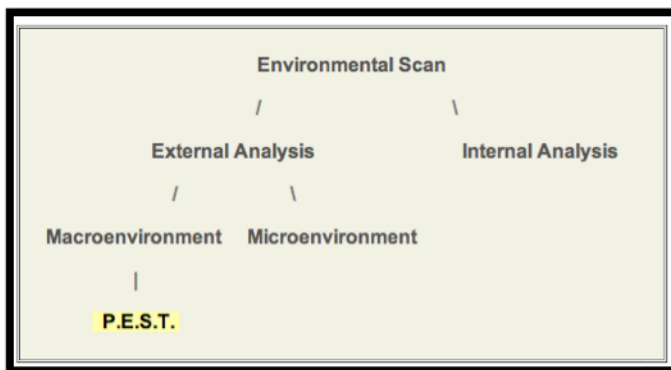 Environmental Scan
/ \
External Analysis Internal Analysis
/ \
Macroenvironment Microenvironment
|
P.E.S.T.